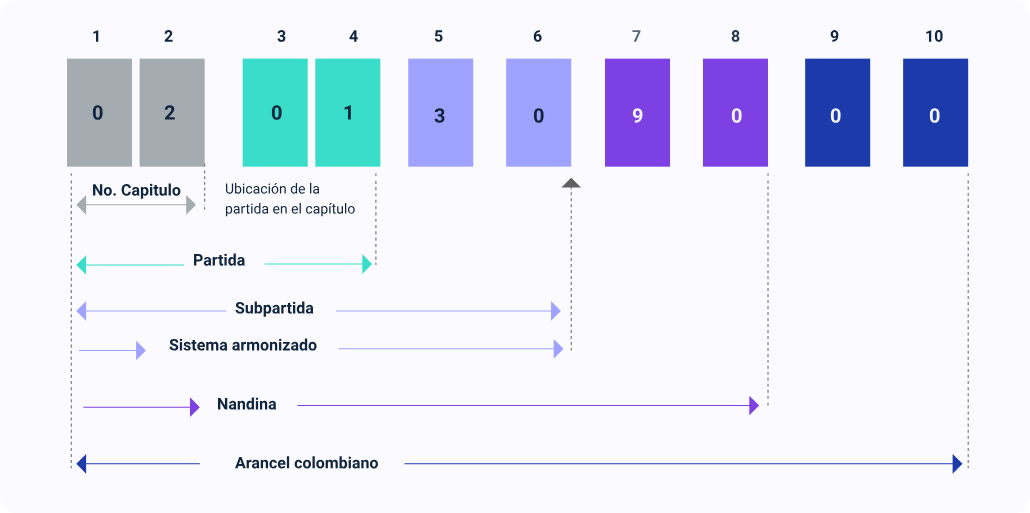 1 2 3 4 5 6 7 8 9 10
0 2 0 1 3 0 9 0 0 0
No. Capitulo
Ubicación de la
partida en el capítulo
Partida
Subpartida
Sistema armonizado
Nandina
Arancel colombiano